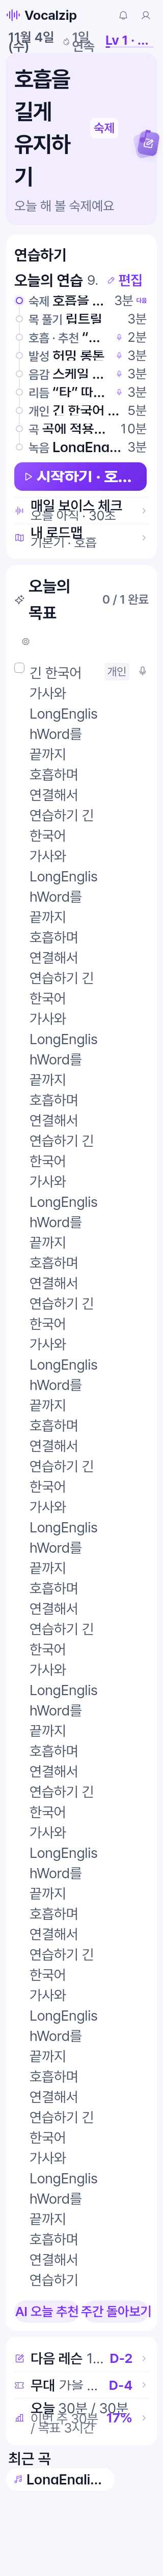 Vocalzip
11월 4일 (수)
1일 연속
Lv 1 · ...
호흡을
길게
유지하
기
숙제
오늘 해 볼 숙제예요
연습하기
오늘의 연습 9.
편집
숙제 호흡을 ... 3분 다음
목 풀기 립트릴 3분
호흡 · 추천 “... 2분
발성 허밍 롱톤 3분
음감 스케일 ... 3분
리듬 “타” 따... 3분
개인 긴 한국어 ... 5분
곡 곡에 적용... 10분
녹음 LongEng... 3분
시작하기 · 호...
매일 보이스 체크
오늘 아직 · 30초
내 로드맵
기본기 · 호흡
오늘의
목표
0 / 1 완료
긴 한국어
개인
가사와
LongEnglis
hWord를
끝까지
호흡하며
연결해서
연습하기 긴
한국어
가사와
LongEnglis
hWord를
끝까지
호흡하며
연결해서
연습하기 긴
한국어
가사와
LongEnglis
hWord를
끝까지
호흡하며
연결해서
연습하기 긴
한국어
가사와
LongEnglis
hWord를
끝까지
호흡하며
연결해서
연습하기 긴
한국어
가사와
LongEnglis
hWord를
끝까지
호흡하며
연결해서
연습하기 긴
한국어
가사와
LongEnglis
hWord를
끝까지
호흡하며
연결해서
연습하기 긴
한국어
가사와
LongEnglis
hWord를
끝까지
호흡하며
연결해서
연습하기 긴
한국어
가사와
LongEnglis
hWord를
끝까지
호흡하며
연결해서
연습하기 긴
한국어
가사와
LongEnglis
hWord를
끝까지
호흡하며
연결해서
연습하기 긴
한국어
가사와
LongEnglis
hWord를
끝까지
호흡하며
연결해서
연습하기
AI 오늘 추천 주간 돌아보기
다음 레슨 1... D-2
무대 가을 ... D-4
오늘 30분 / 30분
이번 주 30분 / 목표 3시간
17%
최근 곡
LongEngli...